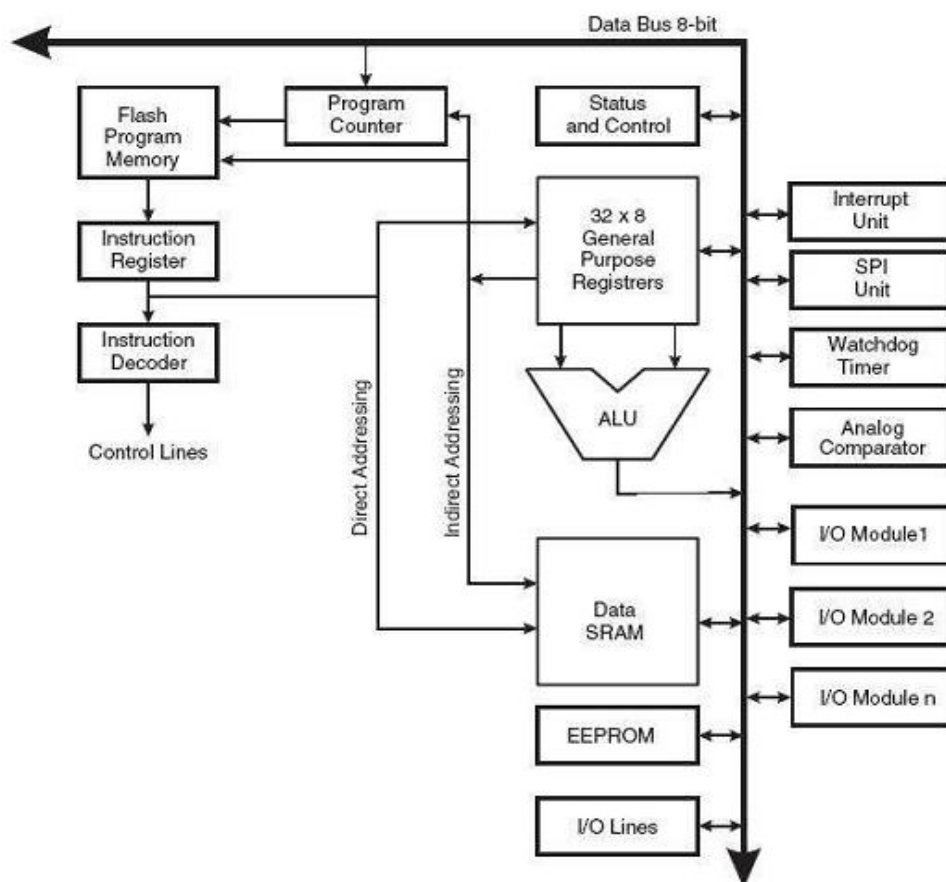 Data Bus 8-bit
Flash
Program
Memory
Program
Counter
Status
and Control
Interrupt
Unit
32 x 8
General
Purpose
Registrers
Instruction
Register
SPI
Unit
Instruction
Decoder
Watchdog
Timer
ALU
Analog
Comparator
Control Lines
Direct Addressing
Indirect Addressing
I/O Module1
Data
SRAM
I/O Module 2
I/O Module n
EEPROM
I/O Lines